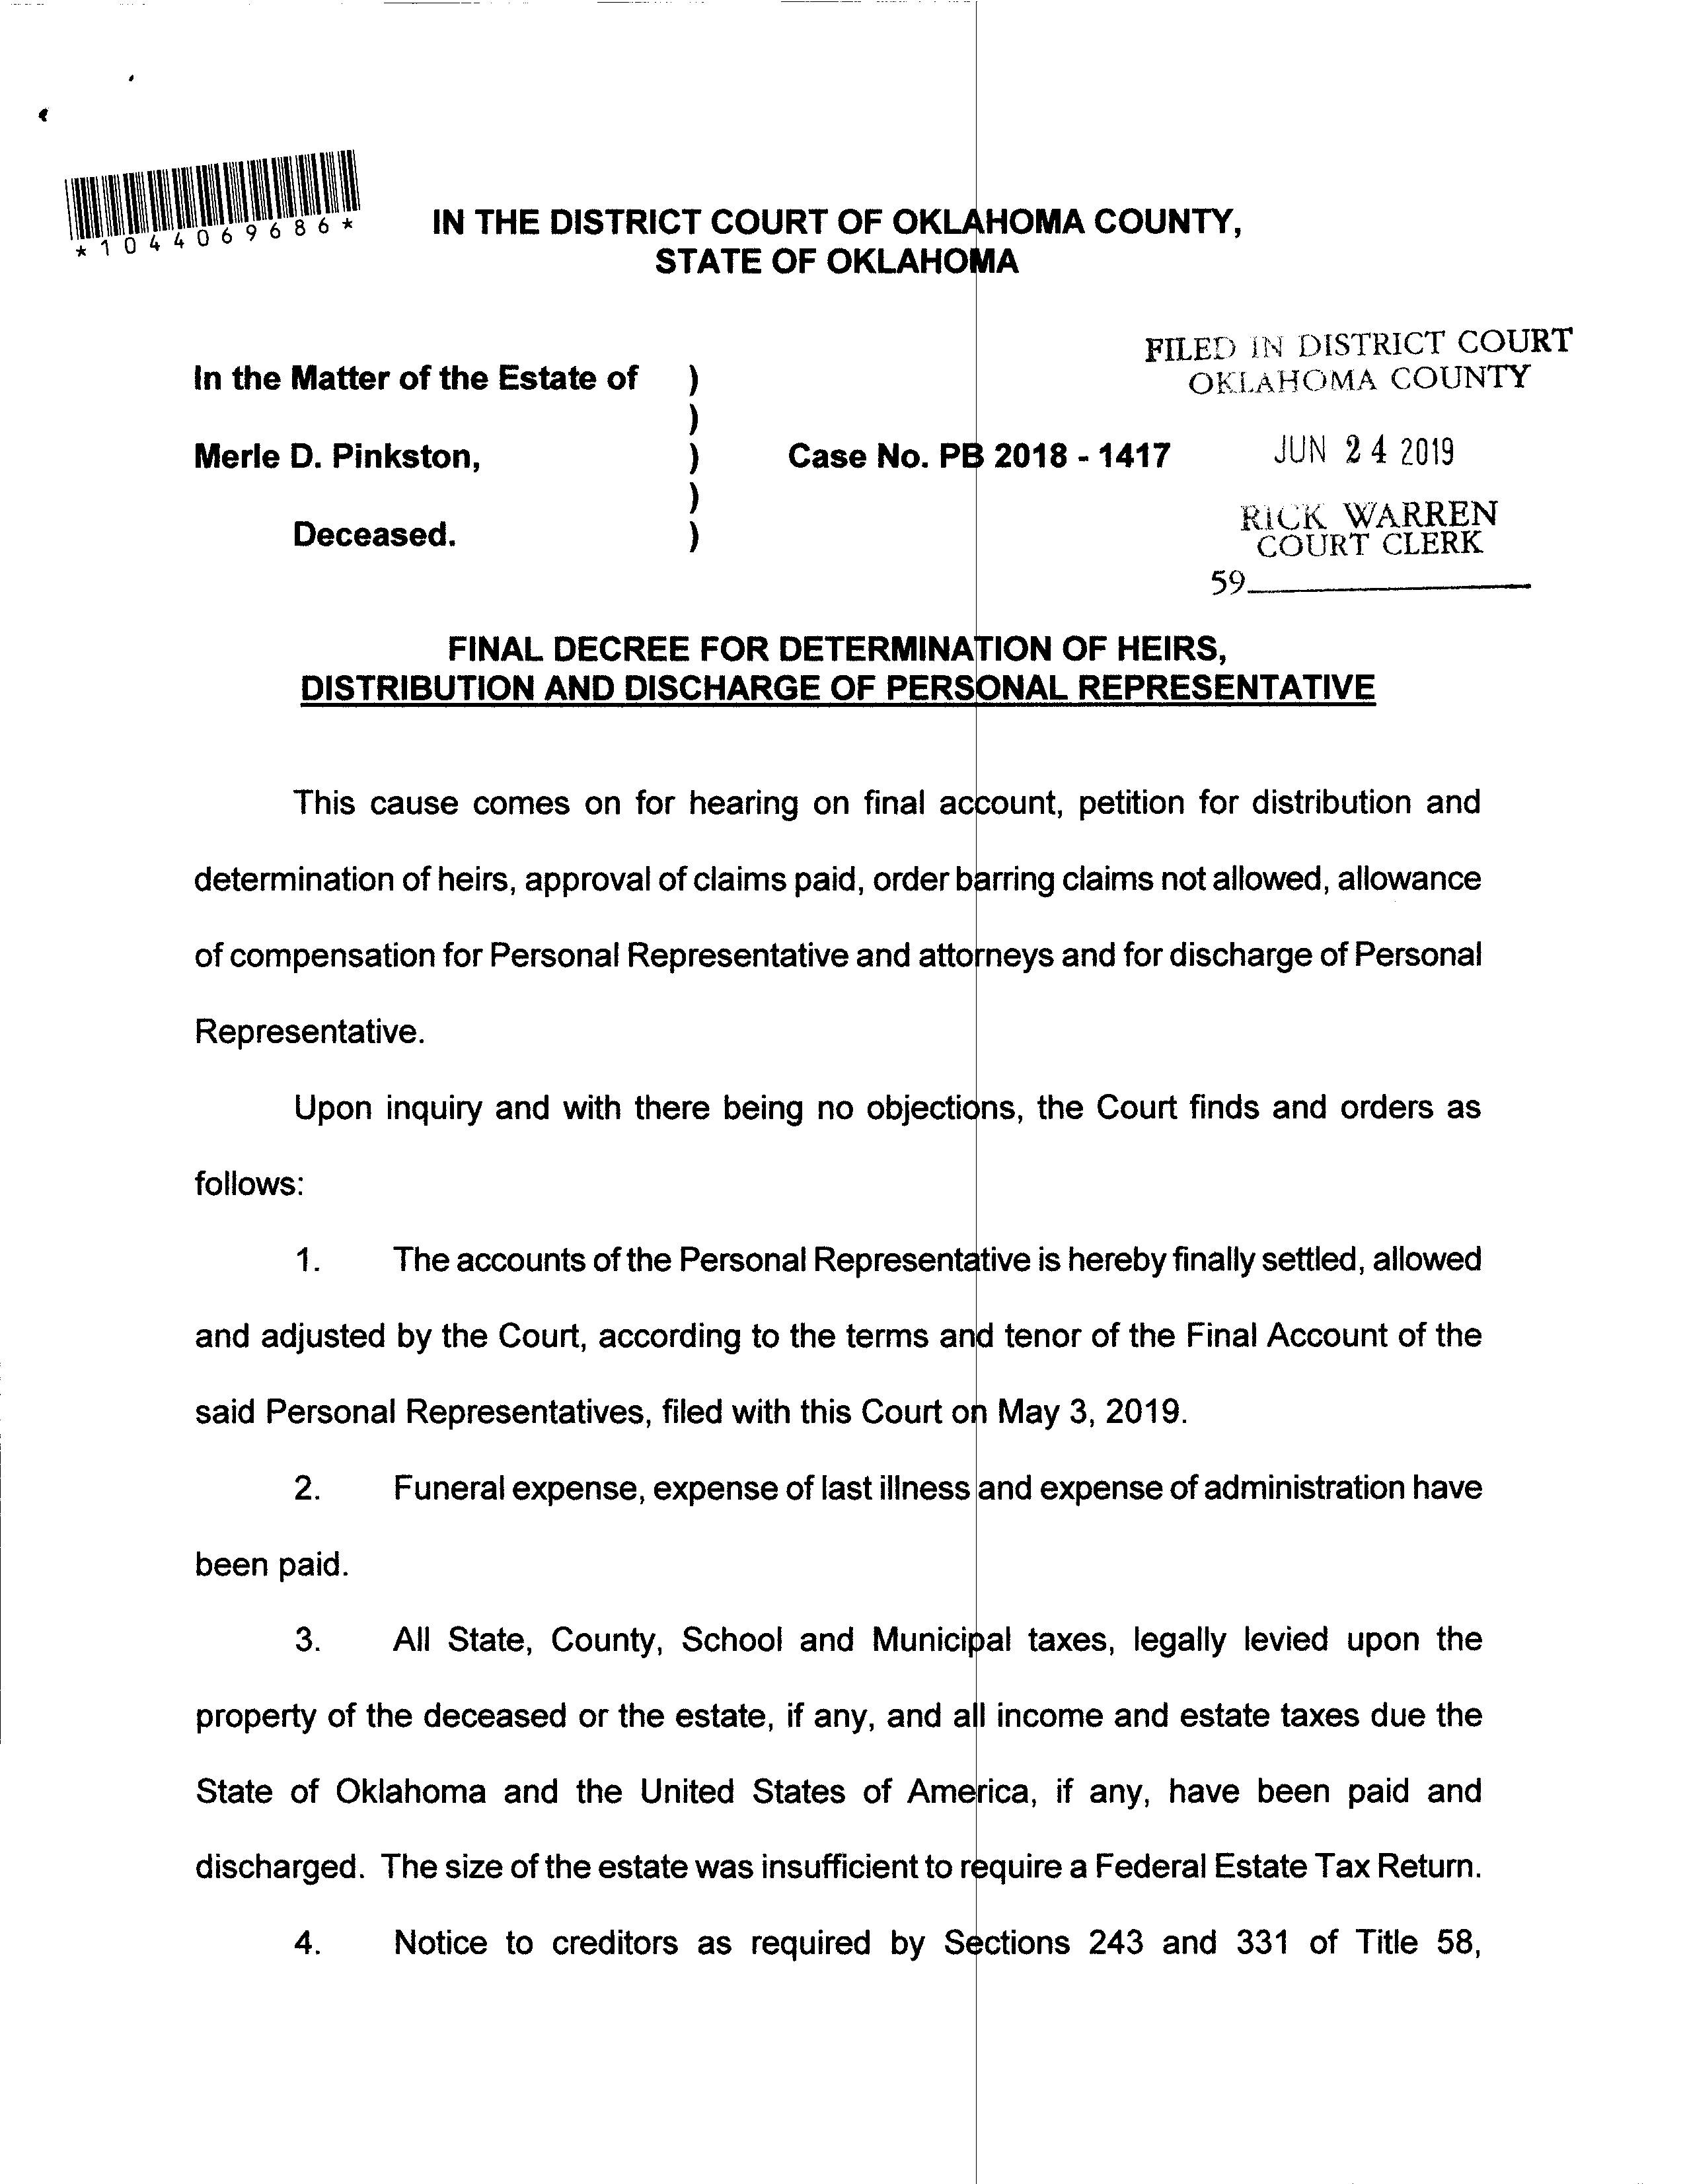 *1044069686*
IN THE DISTRICT COURT OF OKLAHOMA COUNTY,
STATE OF OKLAHOMA
FILED IN DISTRICT COURT
OKLAHOMA COUNTY
In the Matter of the Estate of )
)
Merle D. Pinkston, ) Case No. PB 2018 - 1417
JUN 24 2019
)
Deceased. )
RICK WARREN
COURT CLERK
59
FINAL DECREE FOR DETERMINATION OF HEIRS,
DISTRIBUTION AND DISCHARGE OF PERSONAL REPRESENTATIVE
This cause comes on for hearing on final account, petition for distribution and
determination of heirs, approval of claims paid, order barring claims not allowed, allowance
of compensation for Personal Representative and attorneys and for discharge of Personal
Representative.
Upon inquiry and with there being no objections, the Court finds and orders as
follows:
1. The accounts of the Personal Representative is hereby finally settled, allowed
and adjusted by the Court, according to the terms and tenor of the Final Account of the
said Personal Representatives, filed with this Court on May 3, 2019.
2. Funeral expense, expense of last illness and expense of administration have
been paid.
3. All State, County, School and Municipal taxes, legally levied upon the
property of the deceased or the estate, if any, and all income and estate taxes due the
State of Oklahoma and the United States of America, if any, have been paid and
discharged. The size of the estate was insufficient to require a Federal Estate Tax Return.
4. Notice to creditors as required by Sections 243 and 331 of Title 58,